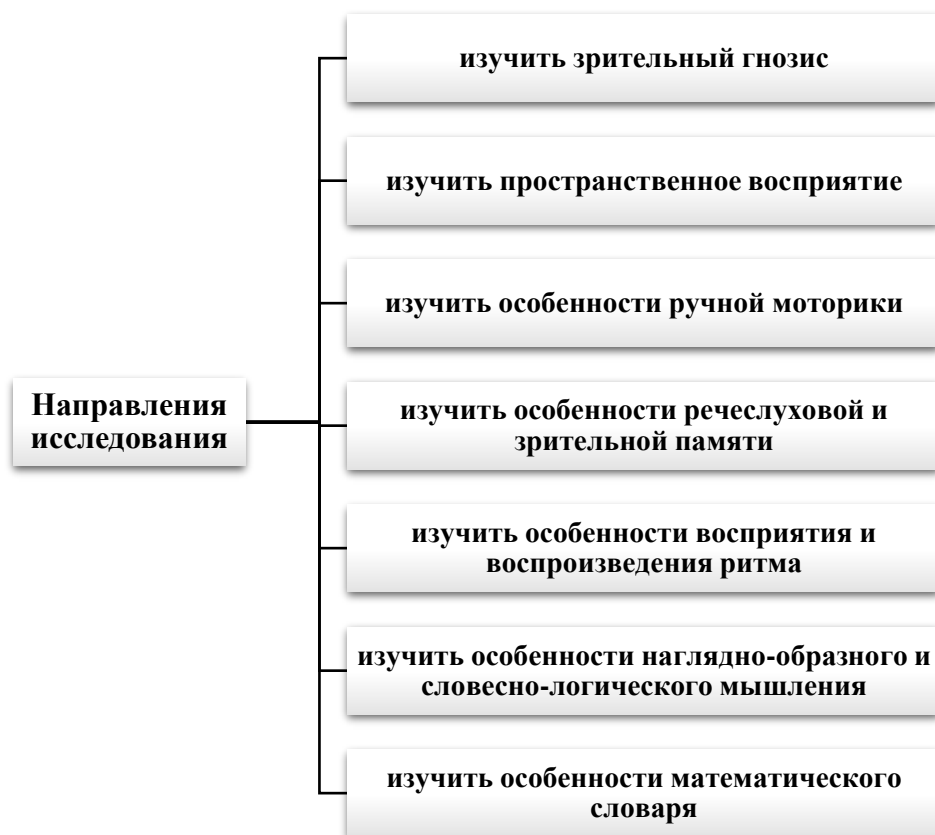 изучить зрительный гнозис
изучить пространственное восприятие
изучить особенности ручной моторики
Направления
исследования
изучить особенности речеслуховой и
зрительной памяти
изучить особенности восприятия и
воспроизведения ритма
изучить особенности наглядно-образного и
словесно-логического мышления
изучить особенности математического
словаря